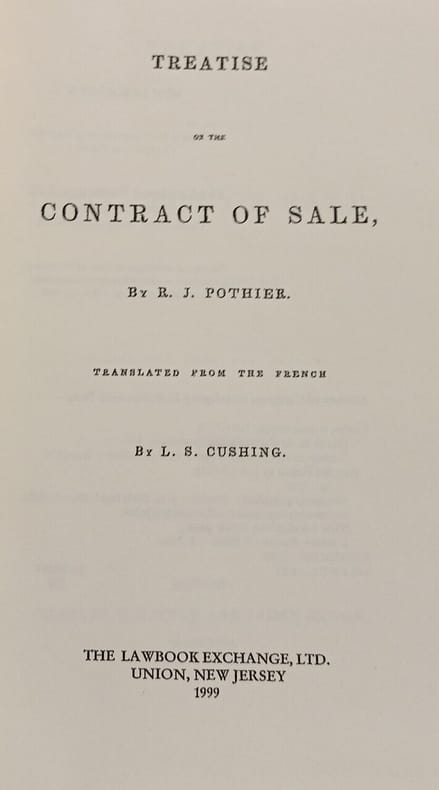 TREATISE
ON THE
CONTRACT OF SALE,
BY R. J. POTHIER.
TRANSLATED FROM THE FRENCH
BY L. S. CUSHING.
THE LAWBOOK EXCHANGE, LTD.
UNION, NEW JERSEY
1999